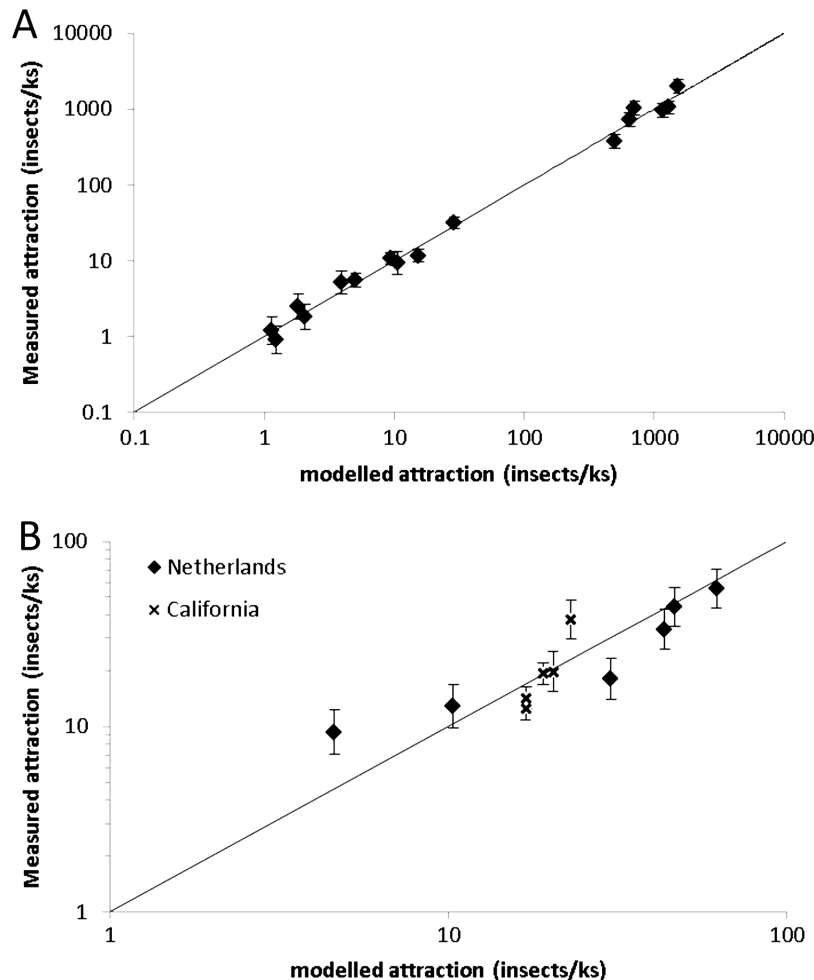 A
10000
1000
100
10
1
0.1
Measured attraction (insects/ks)
0.1 1 10 100 1000 10000
modelled attraction (insects/ks)
B
100
10
1
Measured attraction (insects/ks)
Netherlands
California
1 10 100
modelled attraction (insects/ks)